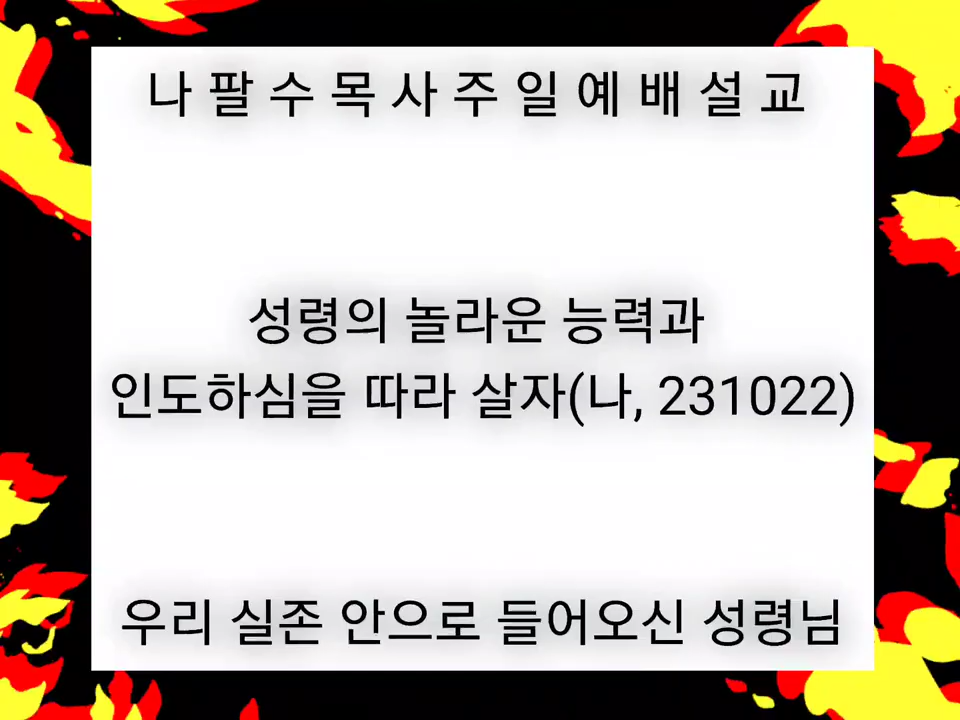 나 팔 수 목 사 주 일 예 배 설 교
성령의 놀라운 능력과
인도하심을 따라 살자(나, 231022)
우리 실존 안으로 들어오신 성령님